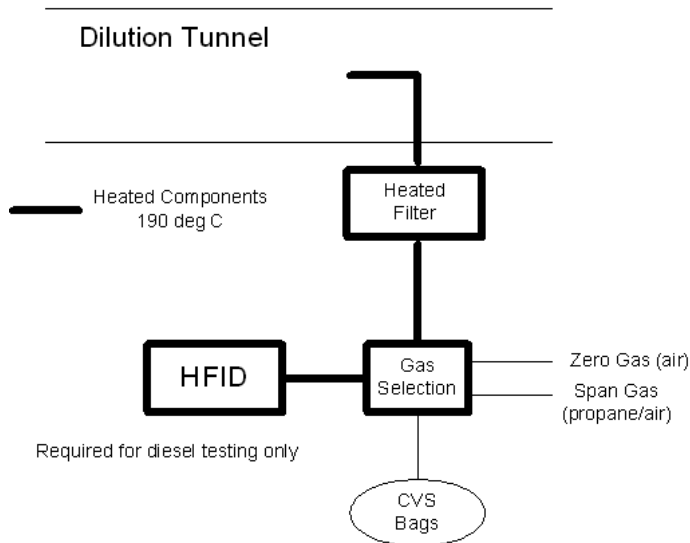 Dilution Tunnel
Heated Components
190 deg C
Heated
Filter
HFID
Gas
Selection
Zero Gas (air)
Span Gas
(propane/air)
Required for diesel testing only
CVS
Bags